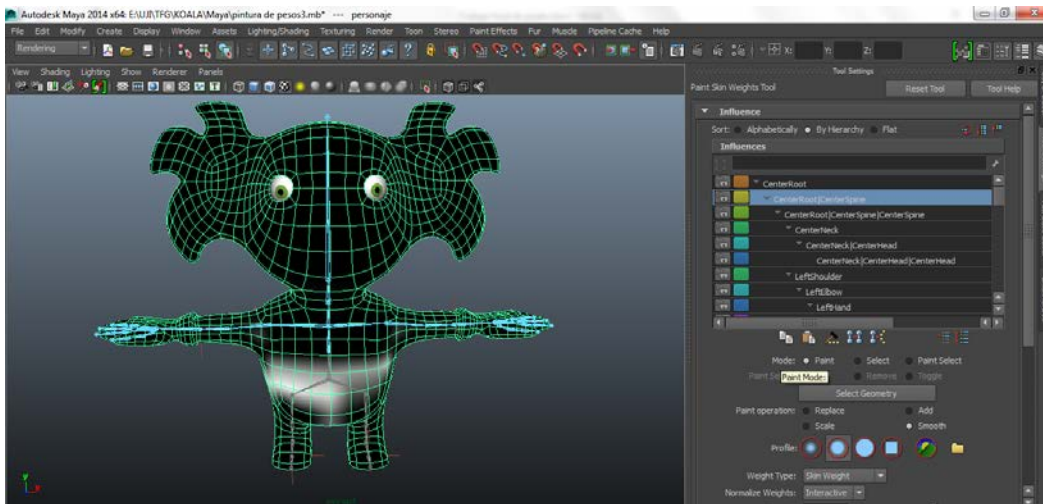 Autodesk Maya 2014 x64: E:\UJI\TFG\KOALA\Maya\pintura de pesos3.mb* --- personaje
File Edit Modify Create Display Window Assets Lighting/Shading Texturing Render Toon Stereo Paint Effects Fur Muscle Pipeline Cache Help
Rendering X: Y: Z:
View Shading Lighting Show Renderer Panels
Tool Settings
Paint Skin Weights Tool Reset Tool Tool Help
Influence
Sort: Alphabetically By Hierarchy Flat
Influences
CenterRoot
CenterRoot|CenterSpine
CenterRoot|CenterSpine|CenterSpine
CenterNeck
CenterNeck|CenterHead
CenterNeck|CenterHead|CenterHead
LeftShoulder
LeftElbow
LeftHand
Mode: Paint Select Paint Select
Paint Se Paint Mode: Remove Toggle
Select Geometry
Paint operation: Replace Add
Scale Smooth
Profile:
Weight Type: Skin Weight
Normalize Weights: Interactive
y
x